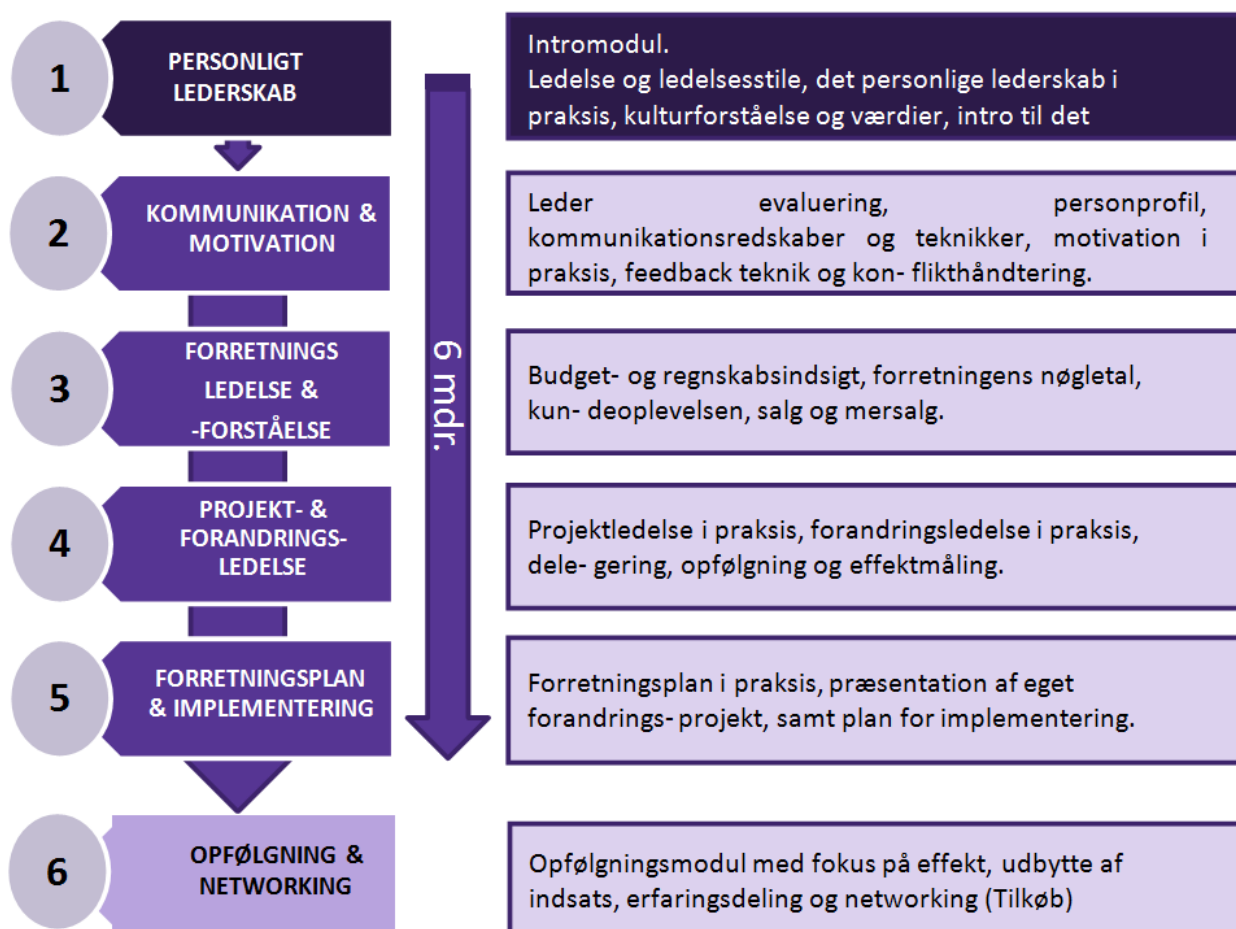 1
PERSONLIGT
LEDERSKAB
Intromodul.
Ledelse og ledelsesstile, det personlige lederskab i
praksis, kulturforståelse og værdier, intro til det
2
KOMMUNIKATION &
MOTIVATION
Leder evaluering, personprofil,
kommunikationsredskaber og teknikker, motivation i
praksis, feedback teknik og kon- flikthåndtering.
6 mdr.
3
FORRETNINGS
LEDELSE &
-FORSTÅELSE
Budget- og regnskabsindsigt, forretningens nøgletal,
kun- deoplevelsen, salg og mersalg.
4
PROJEKT- &
FORANDRINGS-
LEDELSE
Projektledelse i praksis, forandringsledelse i praksis,
dele- gering, opfølgning og effektmåling.
5
FORRETNINGSPLAN
& IMPLEMENTERING
Forretningsplan i praksis, præsentation af eget
forandrings- projekt, samt plan for implementering.
6
OPFØLGNING &
NETWORKING
Opfølgningsmodul med fokus på effekt, udbytte af
indsats, erfaringsdeling og networking (Tilkøb)